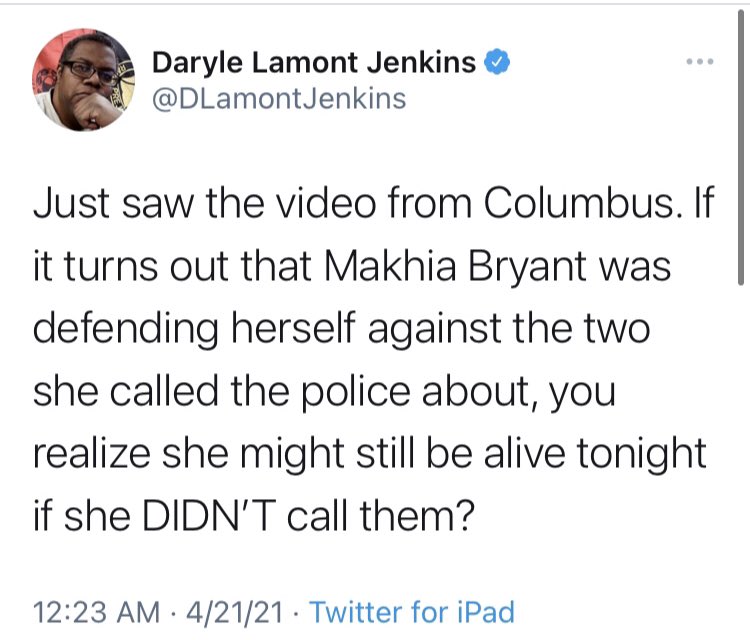 Daryle Lamont Jenkins
@DLamontJenkins
Just saw the video from Columbus. If
it turns out that Makhia Bryant was
defending herself against the two
she called the police about, you
realize she might still be alive tonight
if she DIDN'T call them?
12:23 AM · 4/21/21 · Twitter for iPad